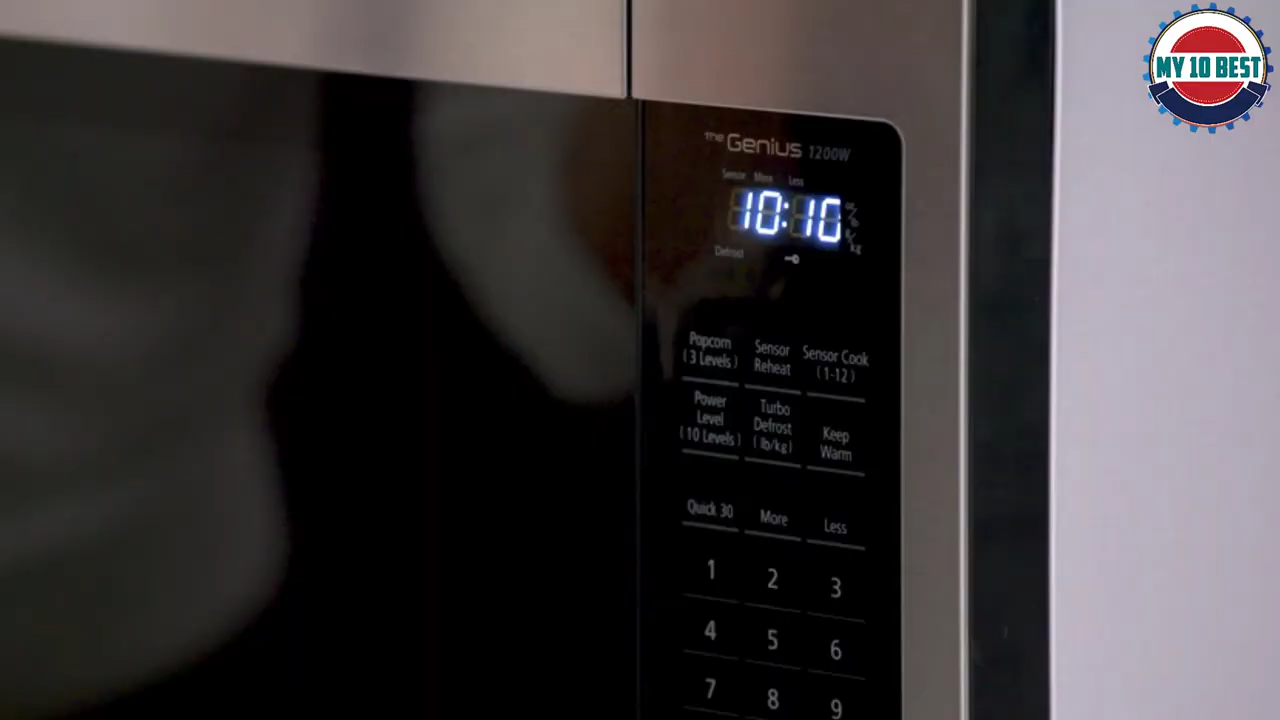 MY 10 BEST
the Genius 1200W
Sensor More Less
10:10
Defrost
kg
Popcorn
(3 Levels)
Sensor
Reheat
Sensor Cook
(1-12)
Power
Level
(10 Levels)
Turbo
Defrost
(lb/kg)
Keep
Warm
Quick 30 More Less
1 2 3
4 5 6
7 8 9